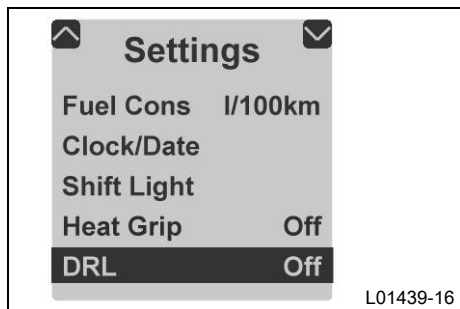 Settings
Fuel Cons l/100km
Clock/Date
Shift Light
Heat Grip Off
DRL Off
L01439-16